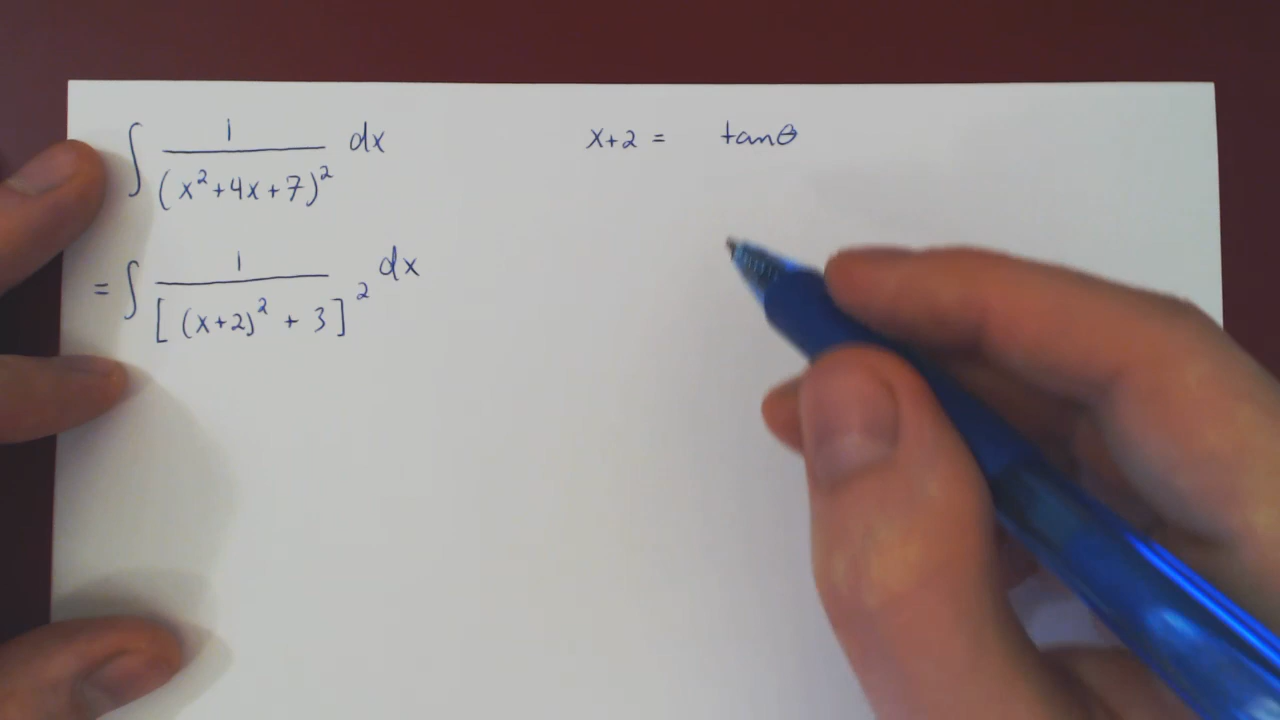 ∫ 1/(x²+4x+7)² dx
x+2 = tanθ
= ∫ 1/[(x+2)² + 3]² dx